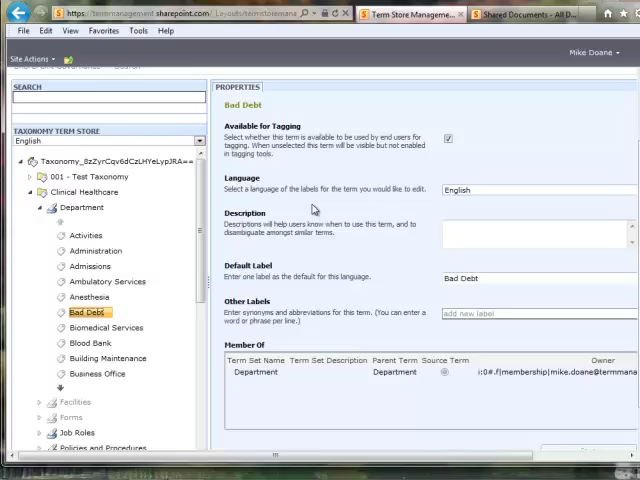 https://termmanagement.sharepoint.com/_Layouts/termstoremana
Term Store Management...
Shared Documents - All D...
File Edit View Favorites Tools Help
Mike Doane
Site Actions
SEARCH
TAXONOMY TERM STORE
English
Taxonomy_8zZyrCqv6dCzLHYeLypJRA==
001 - Test Taxonomy
Clinical Healthcare
Department
Activities
Administration
Admissions
Ambulatory Services
Anesthesia
Bad Debt
Biomedical Services
Blood Bank
Building Maintenance
Business Office
Facilities
Forms
Job Roles
Policies and Procedures
PROPERTIES
Bad Debt
Available for Tagging
Select whether this term is available to be used by end users for
tagging. When unselected this term will be visible but not enabled
in tagging tools.
Language
Select a language of the labels for the term you would like to edit.
English
Description
Descriptions will help users know when to use this term, and to
disambiguate amongst similar terms.
Default Label
Enter one label as the default for this language.
Bad Debt
Other Labels
Enter synonyms and abbreviations for this term. (You can enter a
word or phrase per line.)
add new label
Member Of
Term Set Name Term Set Description Parent Term Source Term Owner
Department Department i:0#.f|membership|mike.doane@termmana